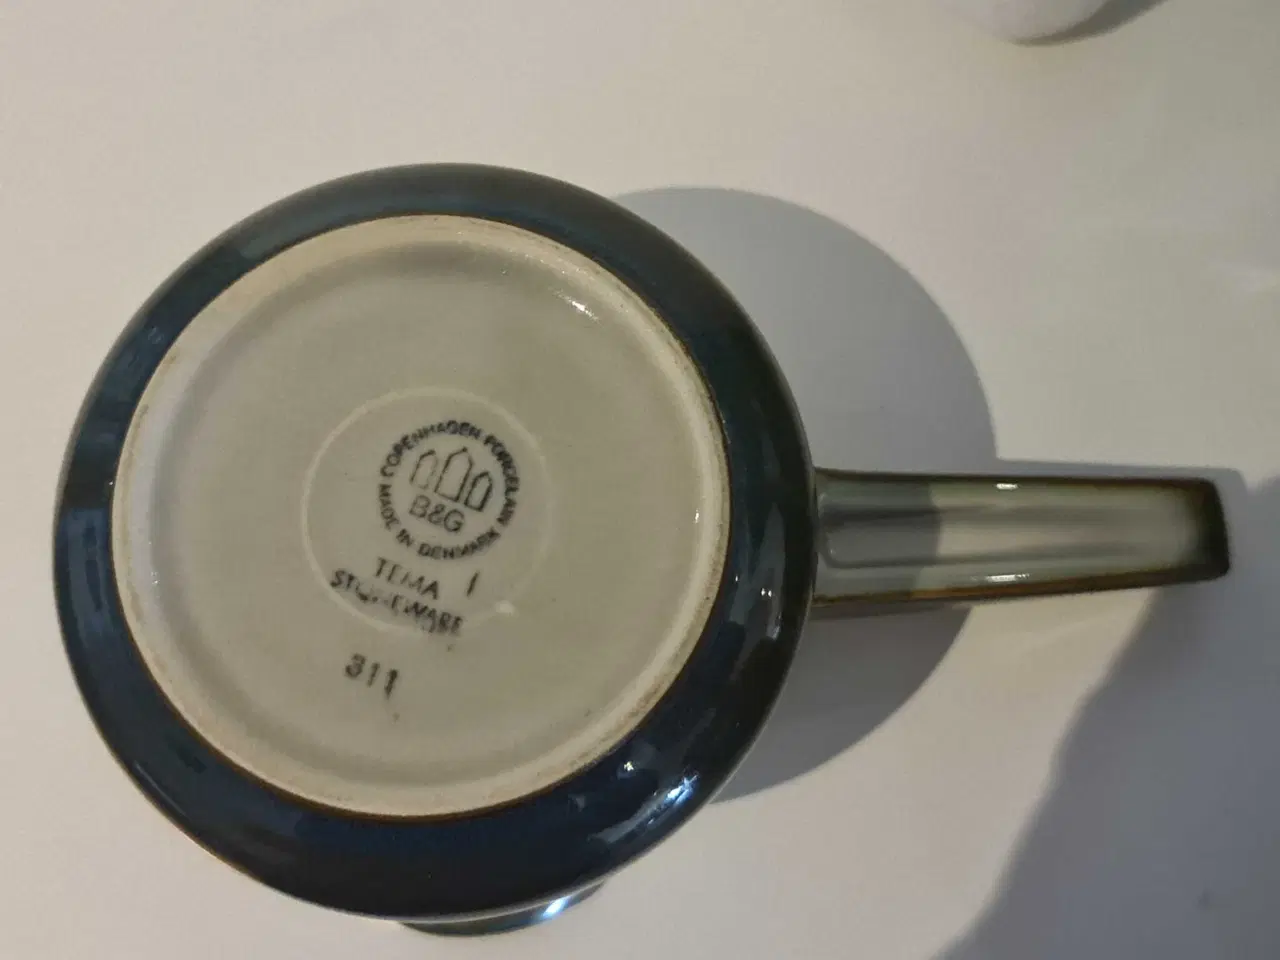 COPENHAGEN PORCELAIN
B&G
MADE IN DENMARK
TEMA I
STONEWARE
311